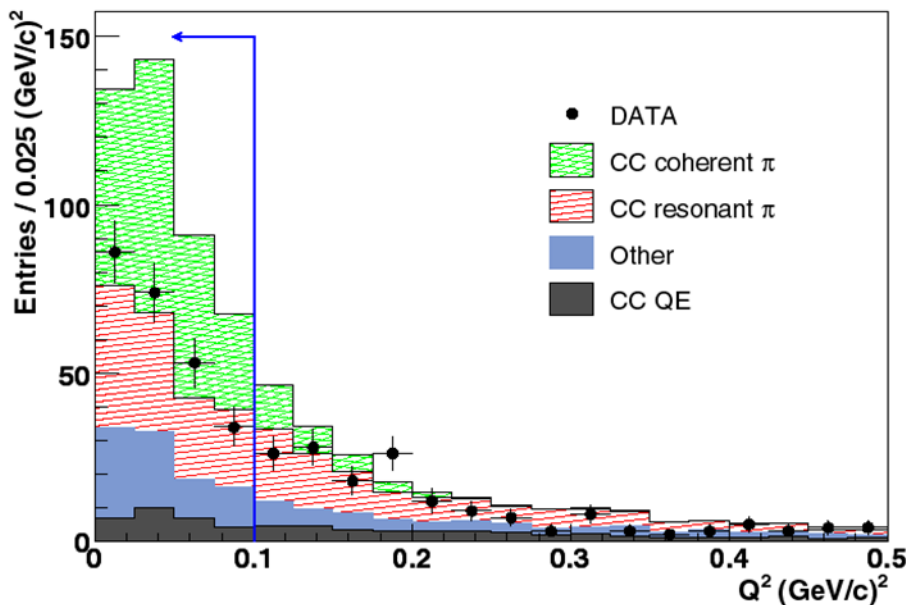 Entries / 0.025 (GeV/c)²
150
100
50
0
DATA
CC coherent π
CC resonant π
Other
CC QE
0 0.1 0.2 0.3 0.4 0.5
Q² (GeV/c)²